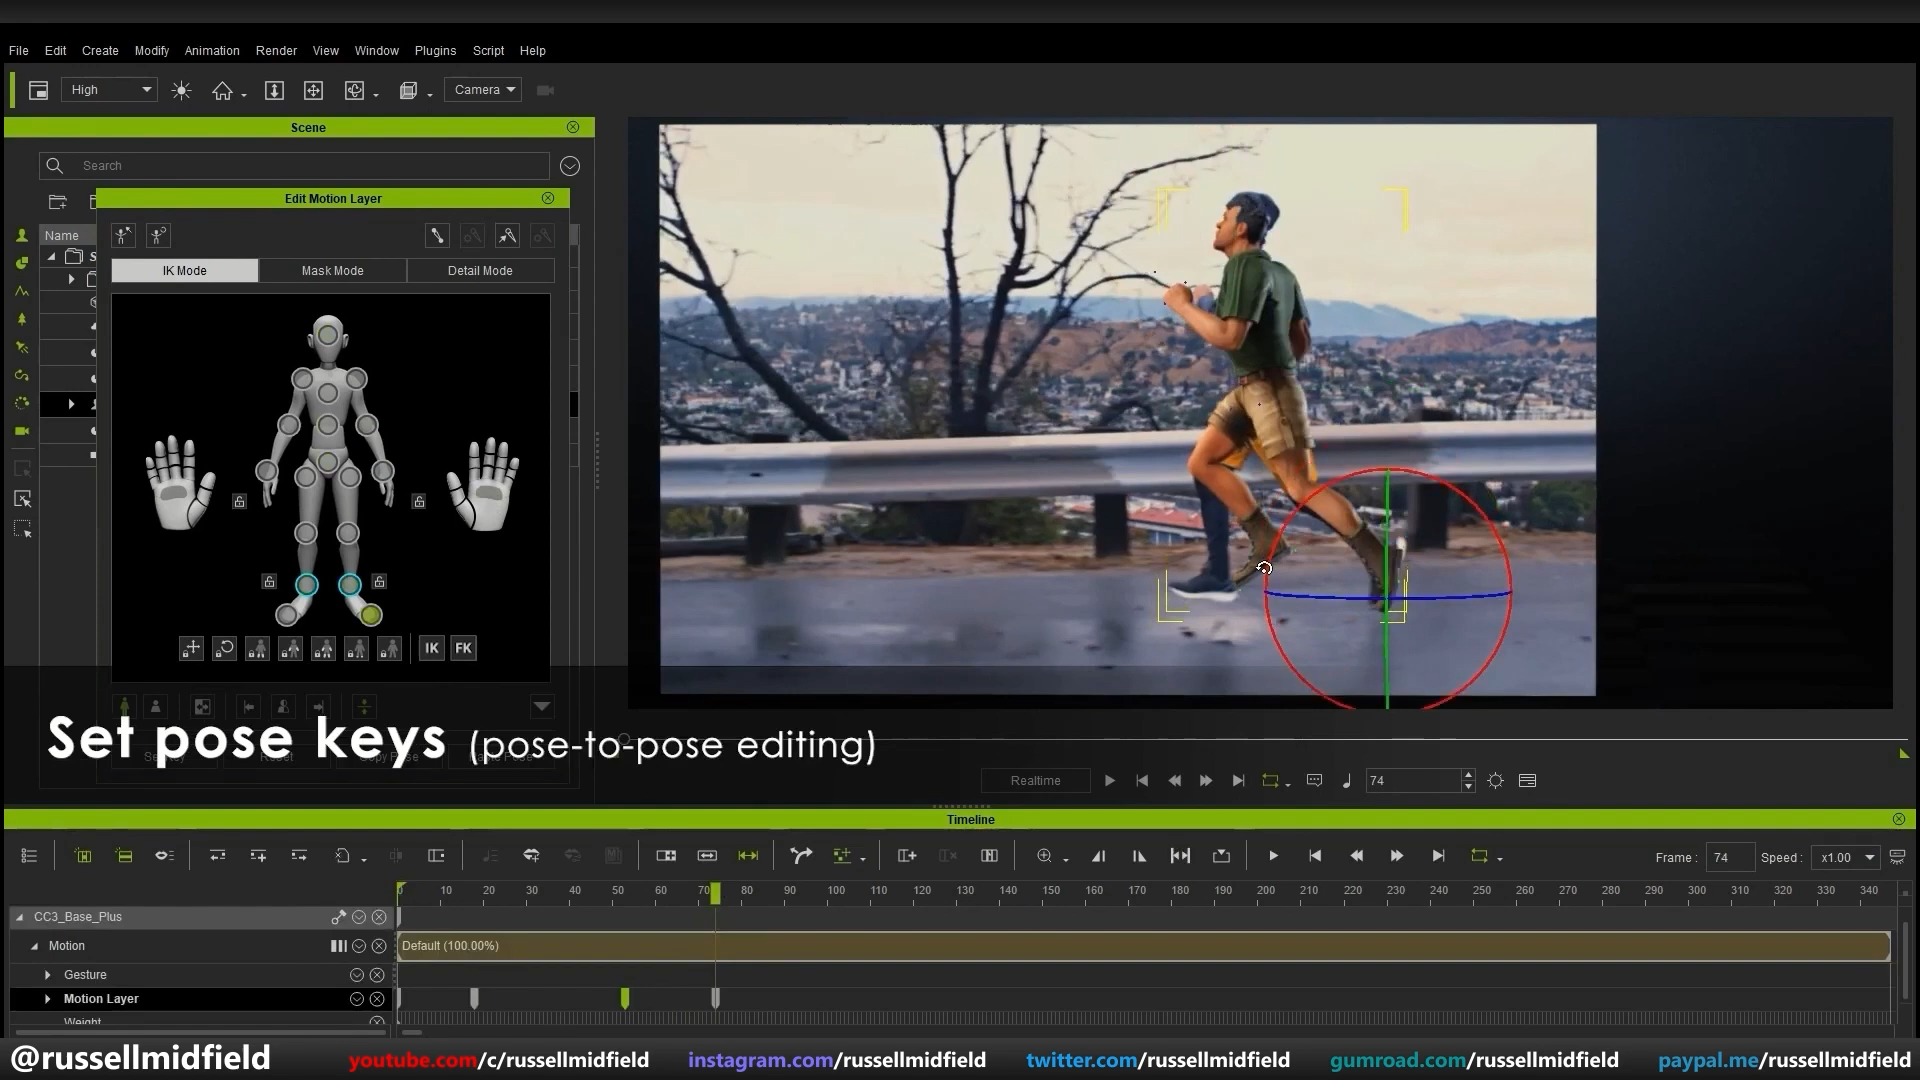 File Edit Create Modify Animation Render View Window Plugins Script Help
High Camera
Scene
Search
Edit Motion Layer
Name
IK Mode Mask Mode Detail Mode
IK FK
Set pose keys (pose-to-pose editing)
Realtime 74
Timeline
Frame : 74 Speed : x1.00
0 10 20 30 40 50 60 70 80 90 100 110 120 130 140 150 160 170 180 190 200 210 220 230 240 250 260 270 280 290 300 310 320 330 340
CC3_Base_Plus
Motion Default (100.00%)
Gesture
Motion Layer
Weight
@russellmidfield youtube.com/c/russellmidfield instagram.com/russellmidfield twitter.com/russellmidfield gumroad.com/russellmidfield paypal.me/russellmidfield